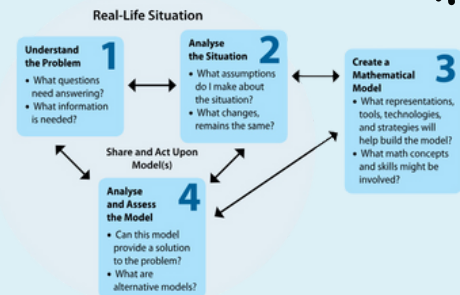 Real-Life Situation
Understand
the Problem
1
• What questions
need answering?
• What information
is needed?
Analyse
the Situation
2
• What assumptions
do I make about
the situation?
• What changes,
remains the same?
Create a
Mathematical
Model
3
• What representations,
tools, technologies,
and strategies will
help build the model?
• What math concepts
and skills might be
involved?
Share and Act Upon
Model(s)
Analyse
and Assess
the Model
4
• Can this model
provide a solution
to the problem?
• What are
alternative models?